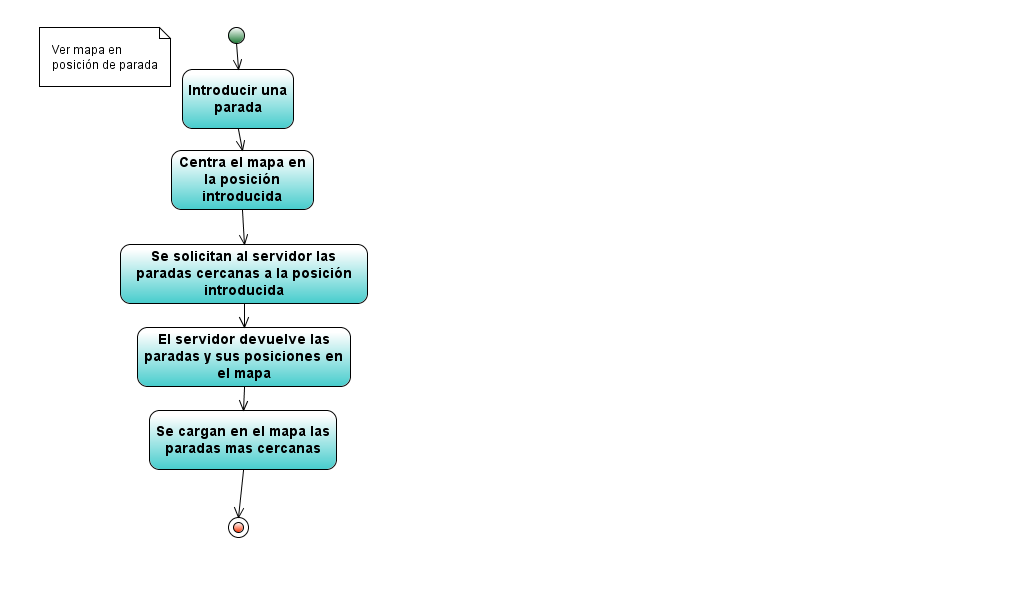 Ver mapa en
posición de parada
Introducir una
parada
Centra el mapa en
la posición
introducida
Se solicitan al servidor las
paradas cercanas a la posición
introducida
El servidor devuelve las
paradas y sus posiciones en
el mapa
Se cargan en el mapa las
paradas mas cercanas